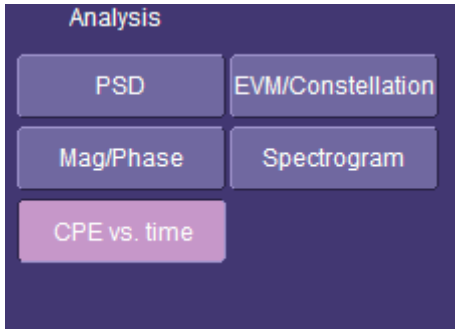 Analysis
PSD
EVM/Constellation
Mag/Phase
Spectrogram
CPE vs. time